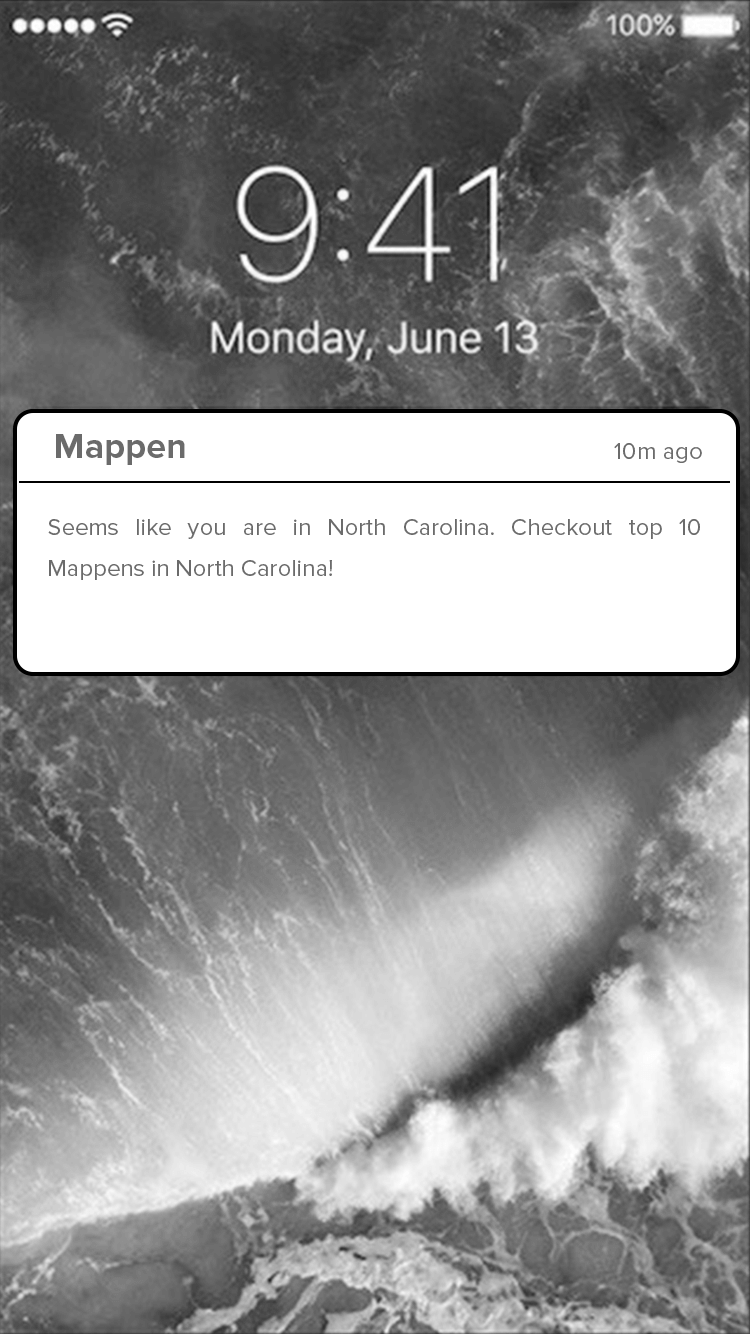 100%
9:41
Monday, June 13
Mappen
10m ago
Seems like you are in North Carolina. Checkout top 10
Mappens in North Carolina!